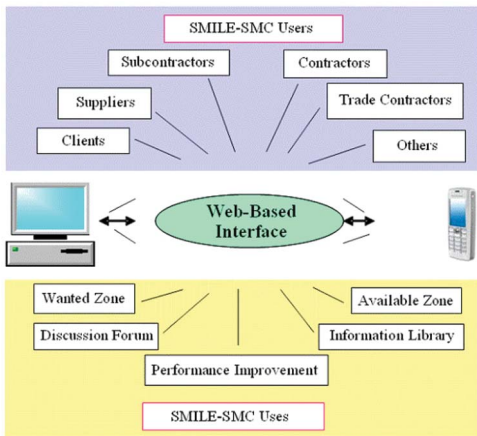 SMILE-SMC Users
Subcontractors
Contractors
Suppliers
Trade Contractors
Clients
Others
Web-Based
Interface
Wanted Zone
Available Zone
Discussion Forum
Information Library
Performance Improvement
SMILE-SMC Uses